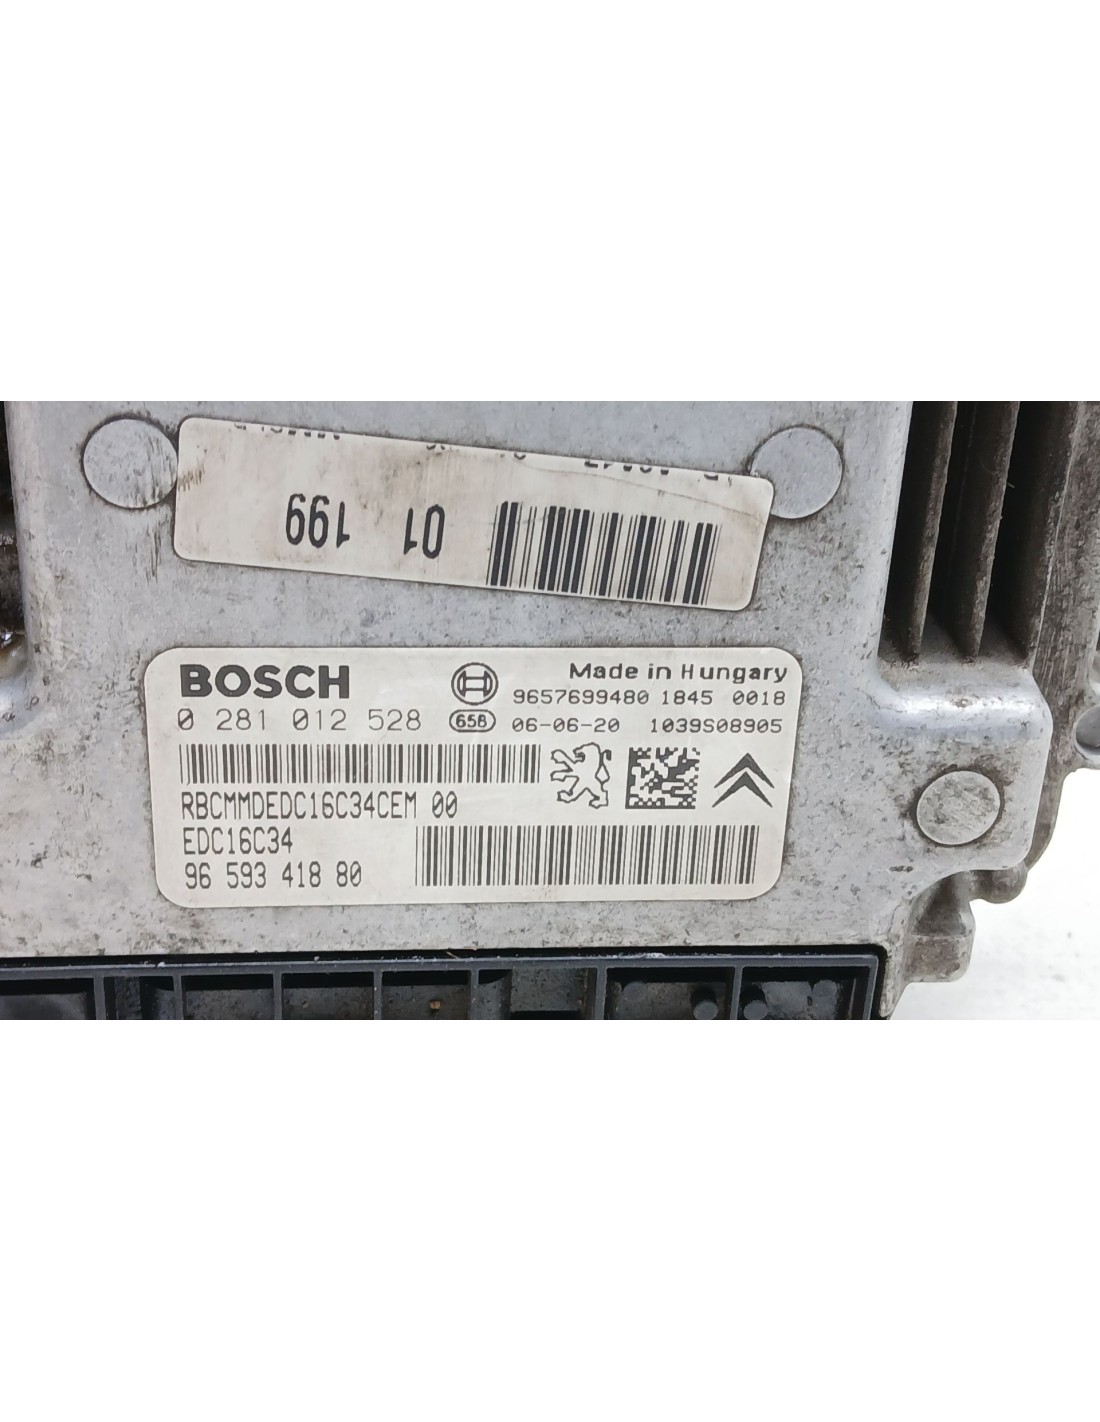 01 199
BOSCH
Made in Hungary
9657699480 1845 0018
0 281 012 528
658
06-06-20 1039S08905
RBCMMDEDC16C34CEM 00
EDC16C34
96 593 418 80